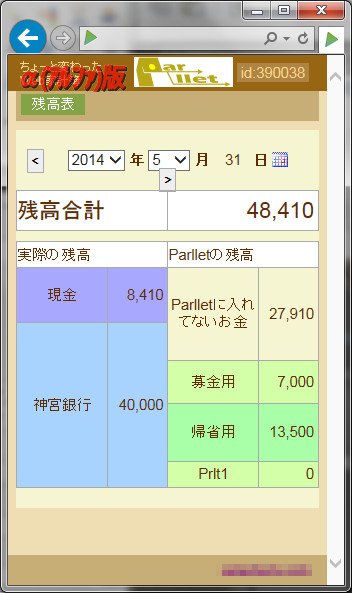 ちょっと変わった
α(アルファ)版
Parllet
id:390038
残高表
< 2014 年 5 月 31 日
>
残高合計 48,410
実際の残高 Parlletの残高
現金 8,410
神宮銀行 40,000
Parlletに入れ
てないお金 27,910
募金用 7,000
帰省用 13,500
Prlt1 0